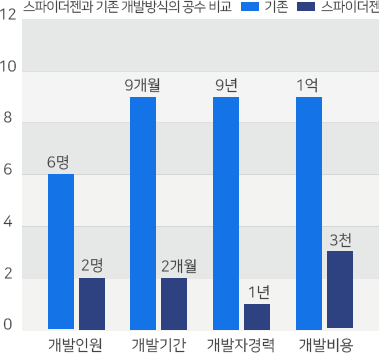 스파이더젠과 기존 개발방식의 공수 비교 기존 스파이더젠
12
10
8
6
4
2
0
6명 2명
9개월 2개월
9년 1년
1억 3천
개발인원 개발기간 개발자경력 개발비용